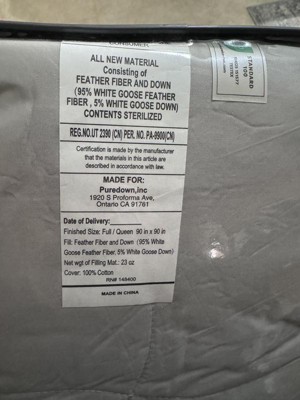 CONSUMER
ALL NEW MATERIAL
Consisting of
FEATHER FIBER AND DOWN
(95% WHITE GOOSE FEATHER
FIBER , 5% WHITE GOOSE DOWN)
CONTENTS STERILIZED
REG.NO.UT 2390 (CN) PER. NO. PA-9900(CN)
Certification is made by the manufacturer
that the materials in this article are
described in accordance with law.
MADE FOR:
Puredown,inc
1920 S Proforma Ave,
Ontario CA 91761
Date of Delivery:
Finished Size: Full / Queen 90 in x 90 in
Fill: Feather Fiber and Down (95% White
Goose Feather Fiber, 5% White Goose Down)
Net wgt of Filling Mat.: 23 oz
Cover: 100% Cotton
RN# 149400
MADE IN CHINA
STANDARD
100